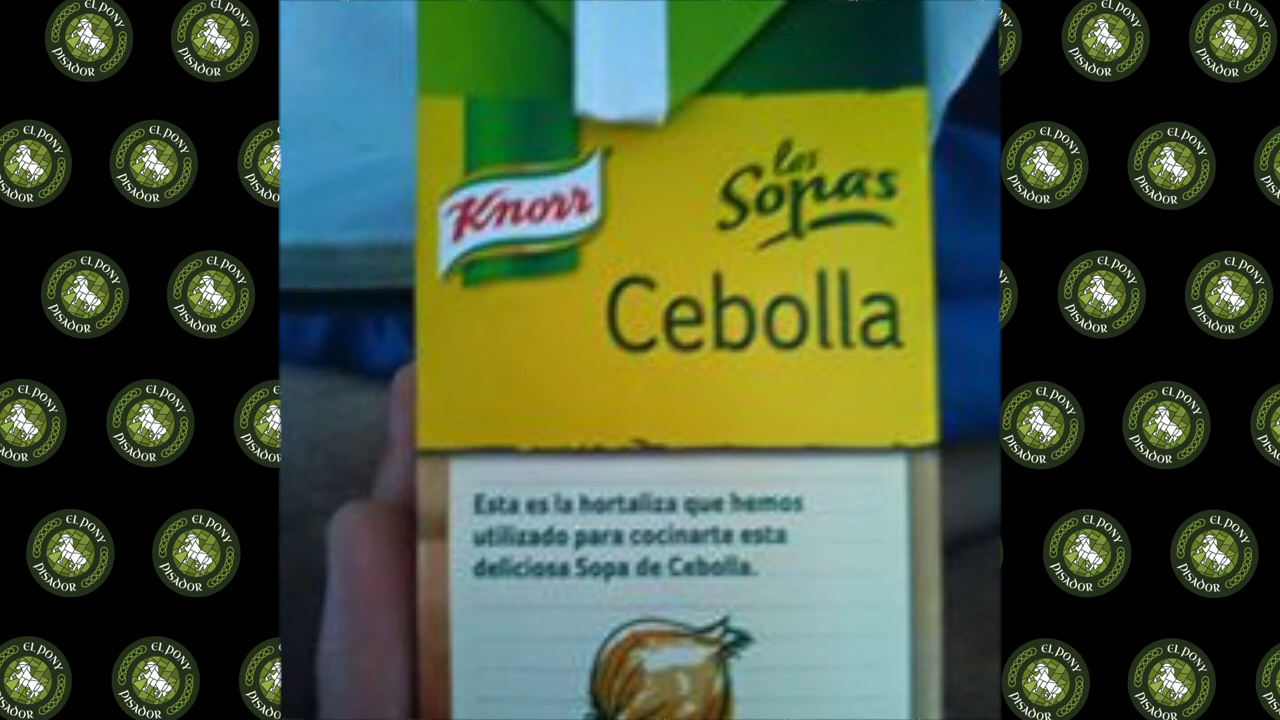 Knorr
las
Sopas
Cebolla
Esta es la hortaliza que hemos
utilizado para cocinarte esta
deliciosa Sopa de Cebolla.
EL PONY
PISADOR